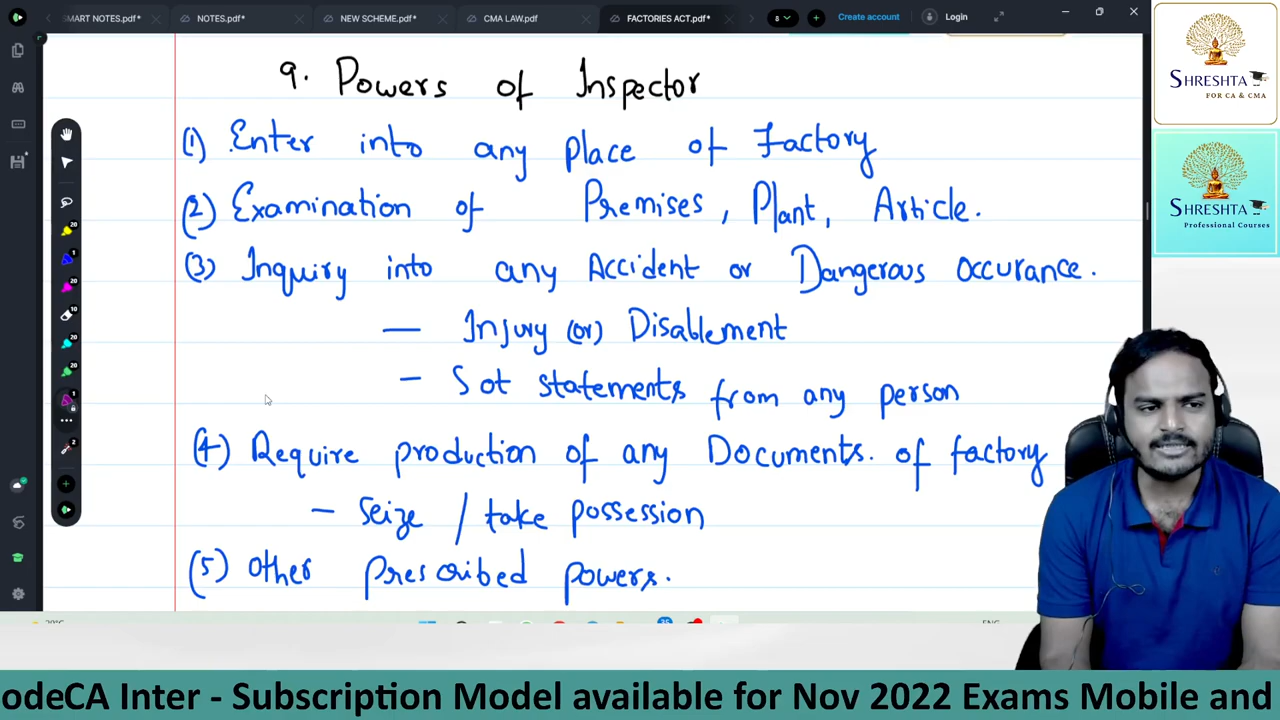 SMART NOTES.pdf*
NOTES.pdf*
NEW SCHEME.pdf*
CMA LAW.pdf
FACTORIES ACT.pdf*
8
Create account
Login
9. Powers of Inspector
(1) Enter into any place of Factory
(2) Examination of Premises, Plant, Article.
(3) Inquiry into any Accident or Dangerous occurance.
— Injury (or) Disablement
- Sot statements from any person
(4) Require production of any Documents. of factory
- Seize / take possession
(5) Other prescribed powers.
SHRESHTA
FOR CA & CMA
SHRESHTA
Professional Courses
ENG
odeCA Inter - Subscription Model available for Nov 2022 Exams Mobile and